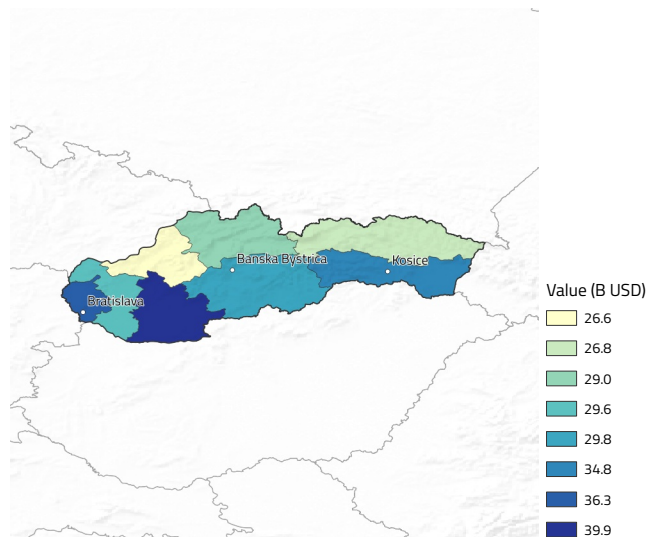 Banska Bystrica
Kosice
Bratislava
Value (B USD)
26.6
26.8
29.0
29.6
29.8
34.8
36.3
39.9